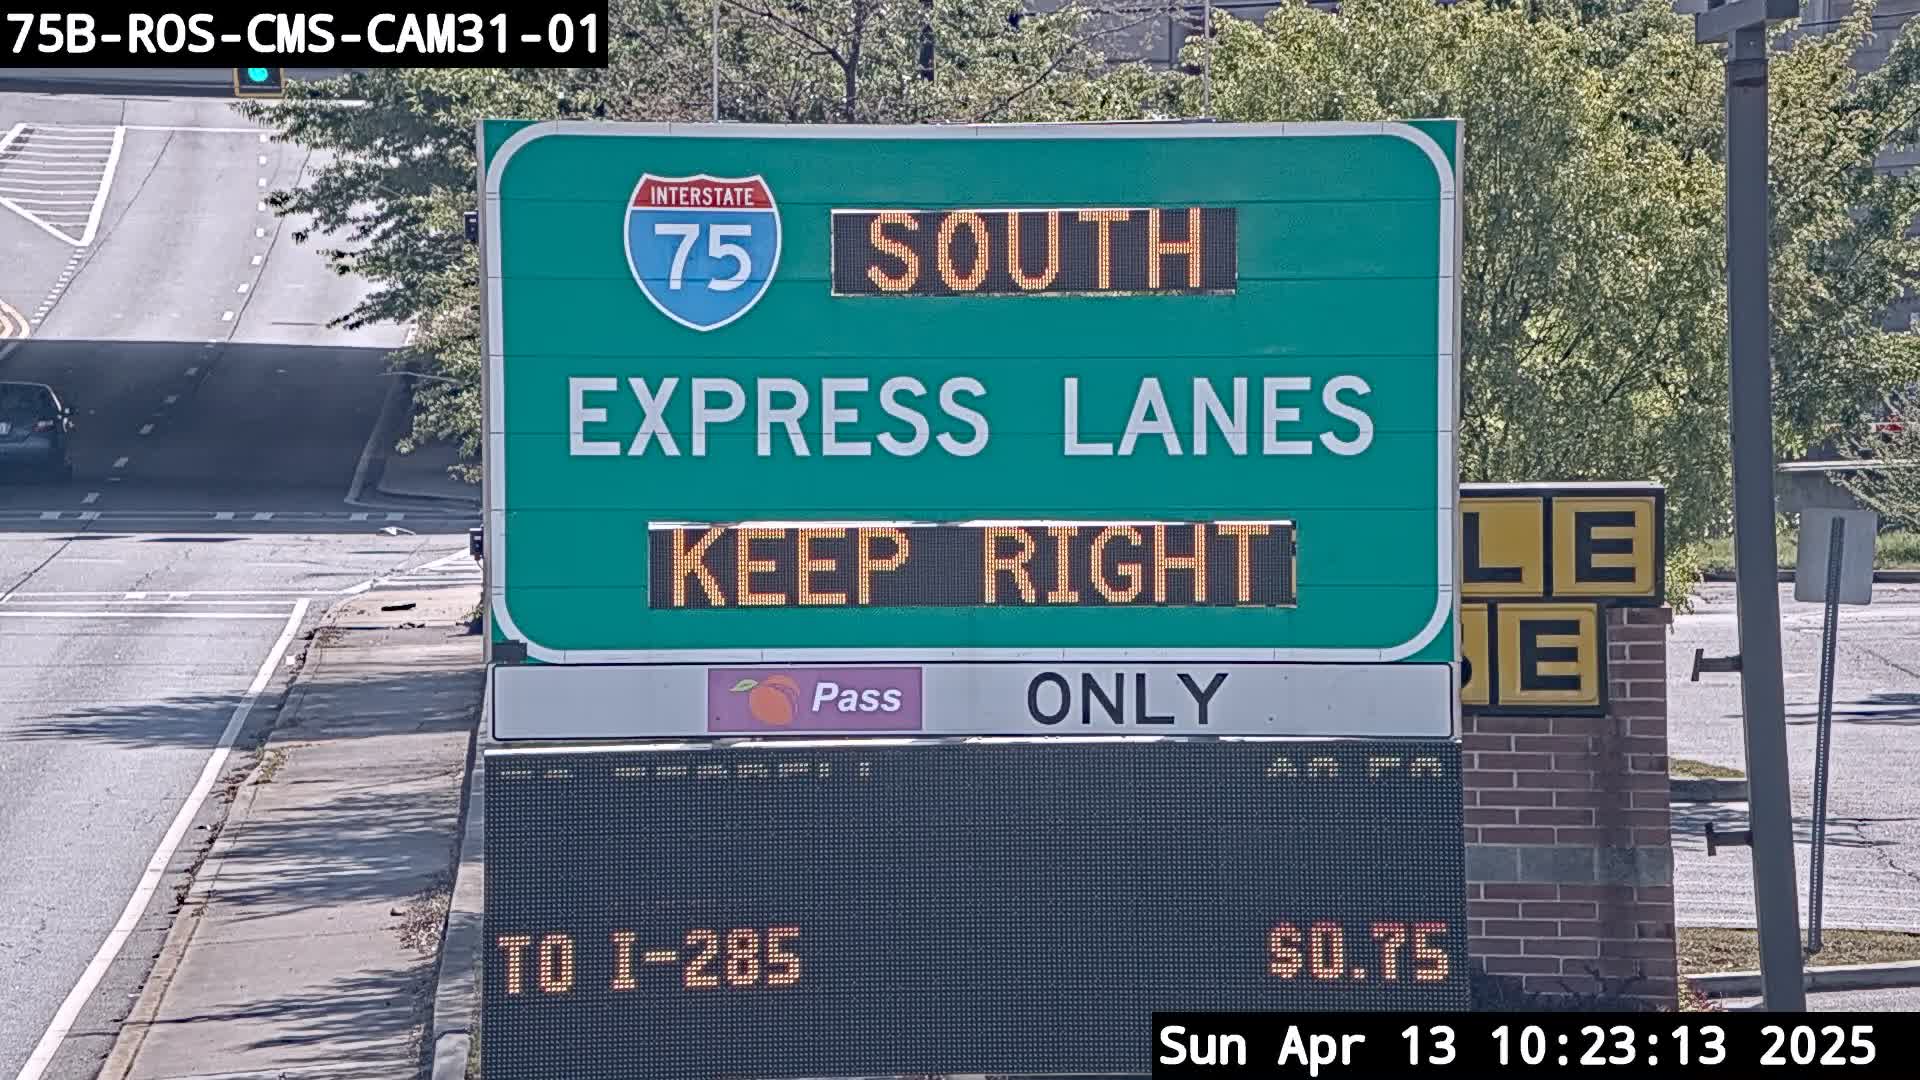 75B-ROS-CMS-CAM31-01
INTERSTATE
75
SOUTH
EXPRESS LANES
KEEP RIGHT
LE
E
Pass ONLY
TO I-285 $0.75
Sun Apr 13 10:23:13 2025